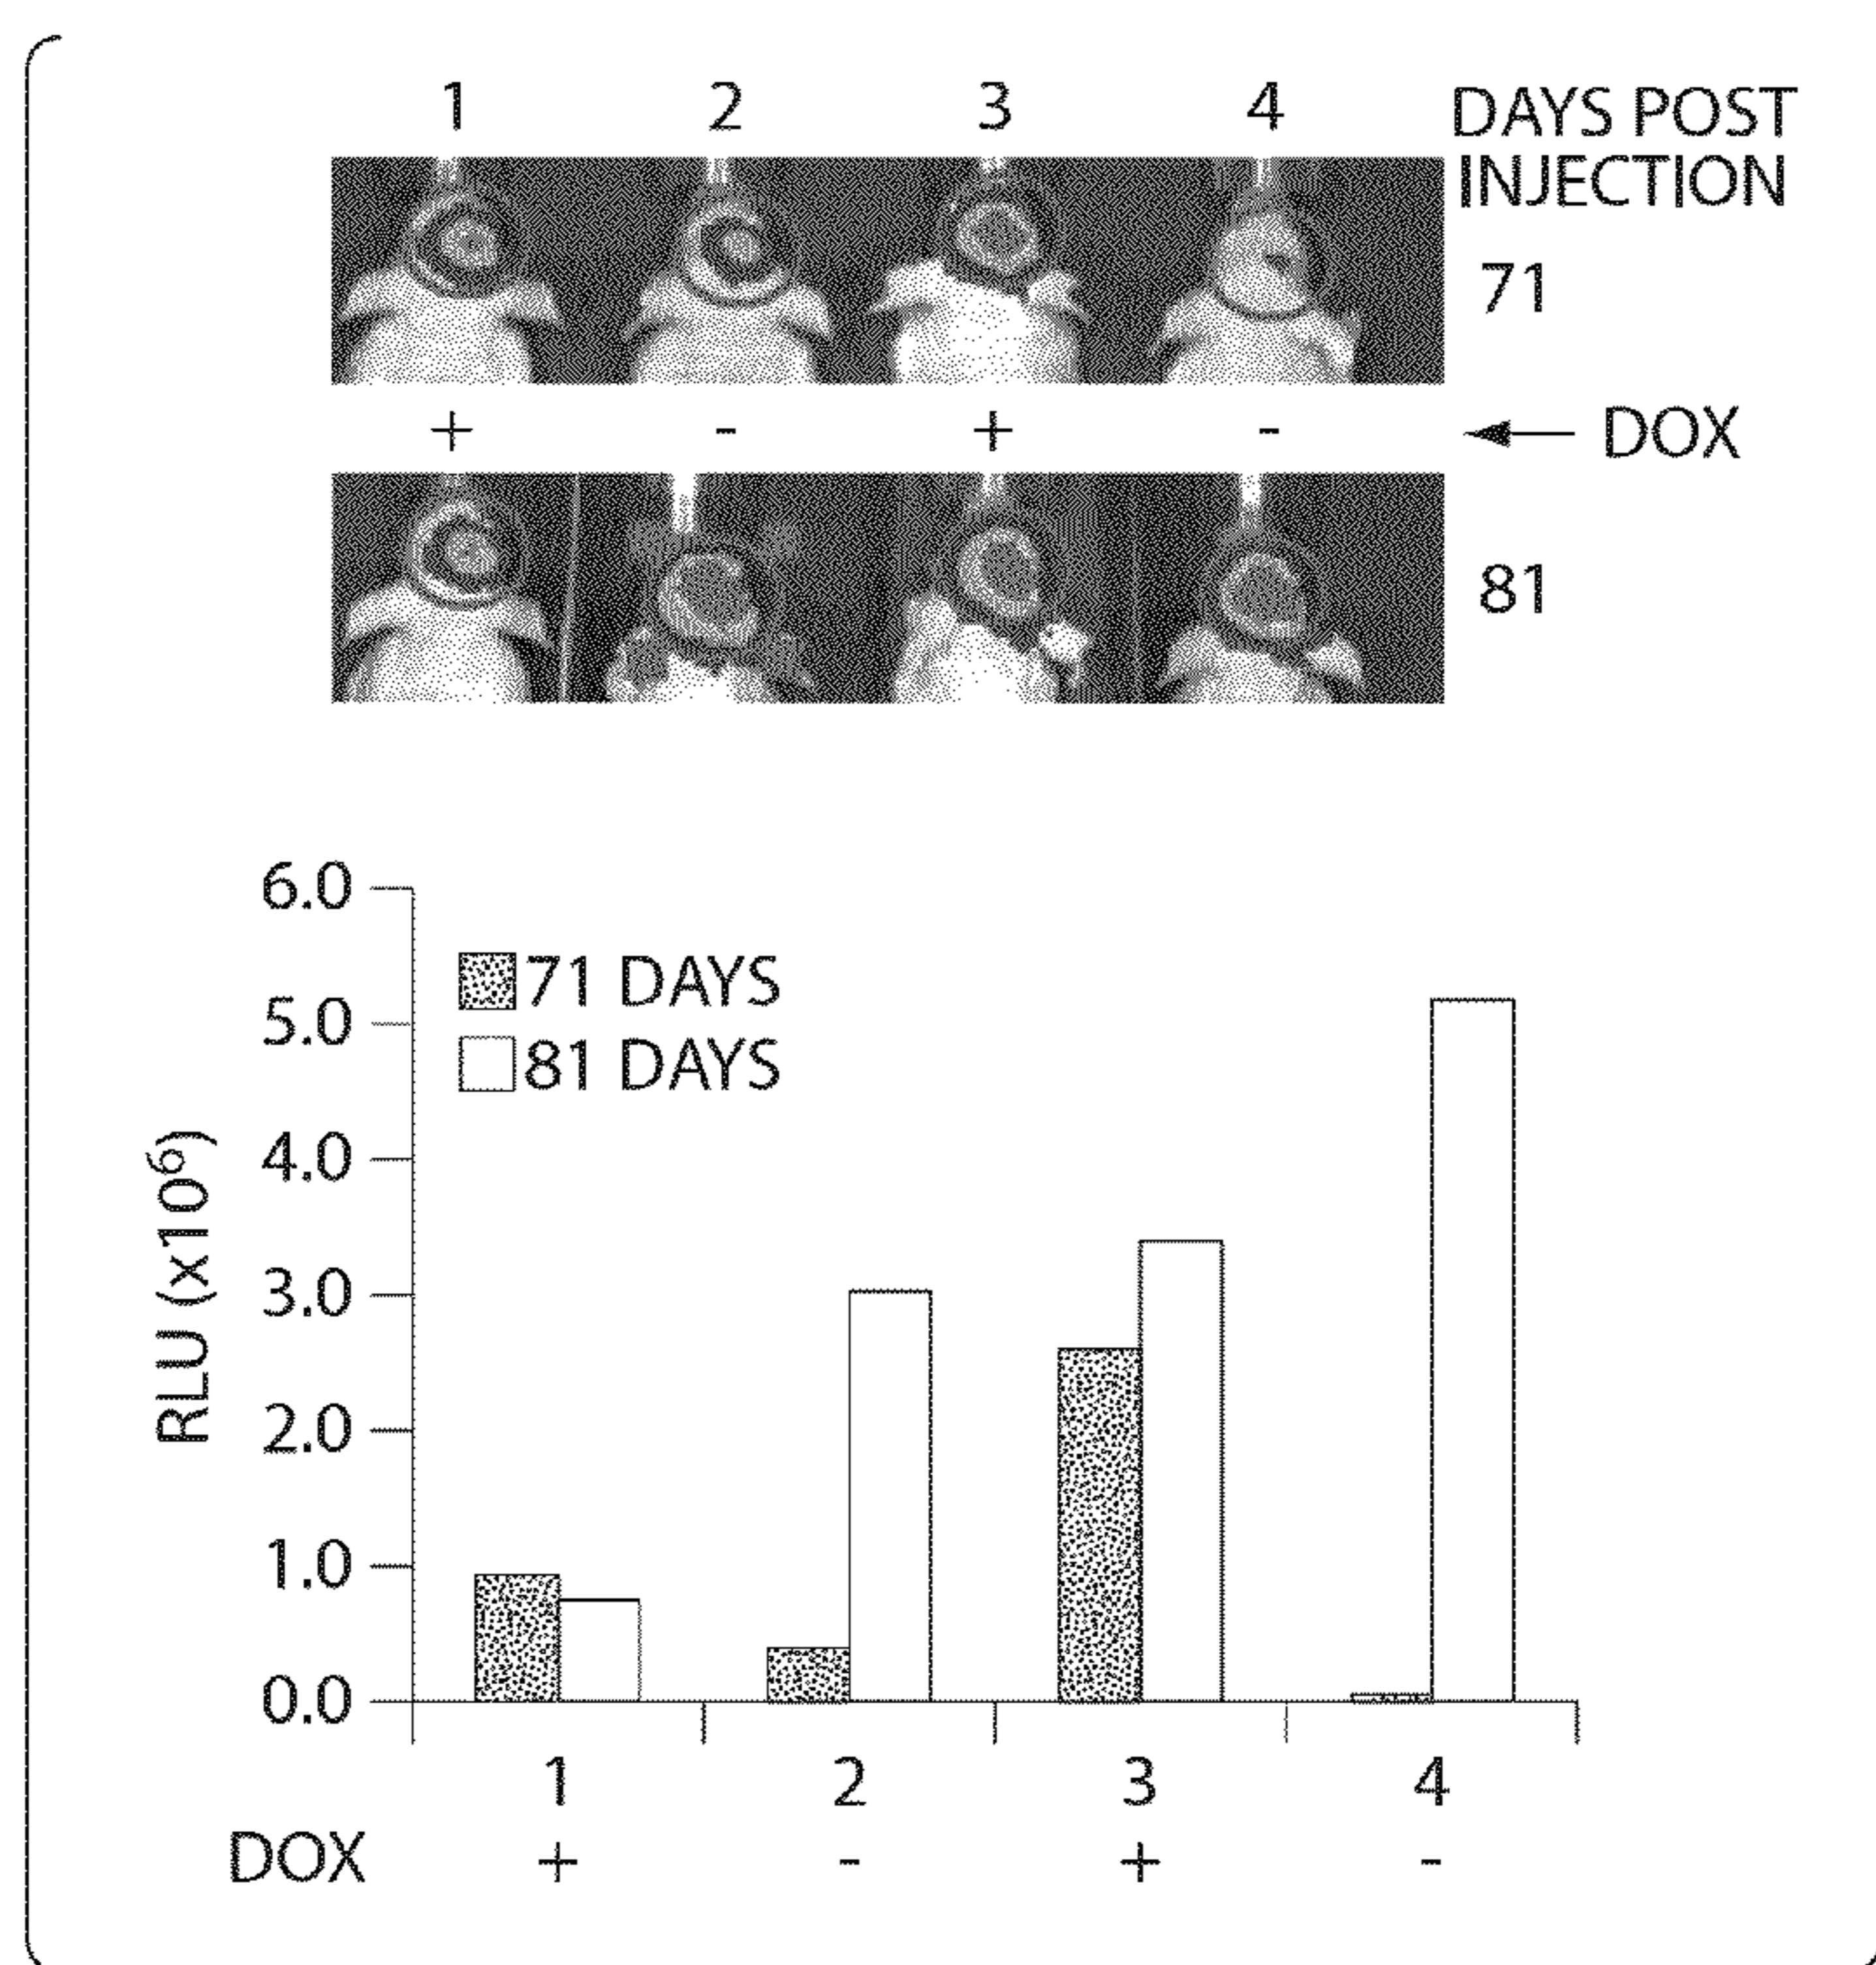 1 2 3 4 DAYS POST
INJECTION
71
+ - + - DOX
81
6.0
5.0
4.0
3.0
2.0
1.0
0.0
RLU (x10⁶)
71 DAYS
81 DAYS
1 2 3 4
DOX + - + -